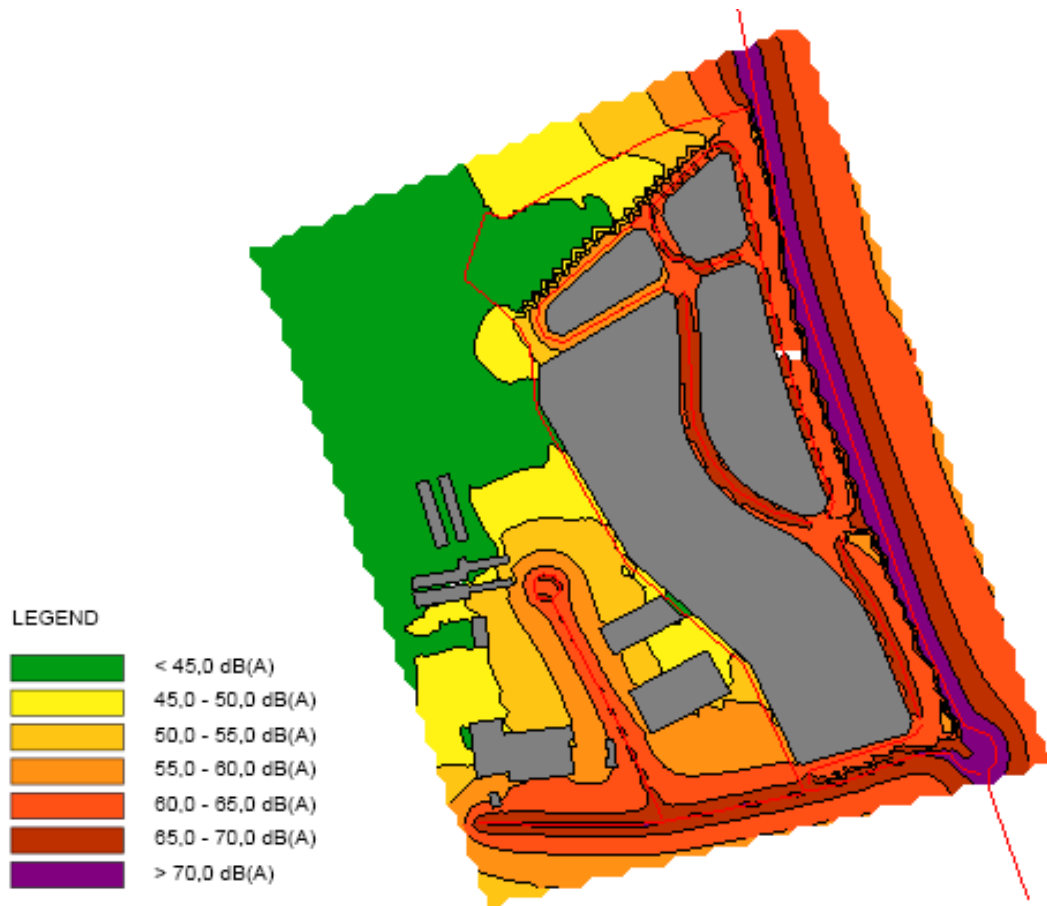 LEGEND
< 45,0 dB(A)
45,0 - 50,0 dB(A)
50,0 - 55,0 dB(A)
55,0 - 60,0 dB(A)
60,0 - 65,0 dB(A)
65,0 - 70,0 dB(A)
> 70,0 dB(A)